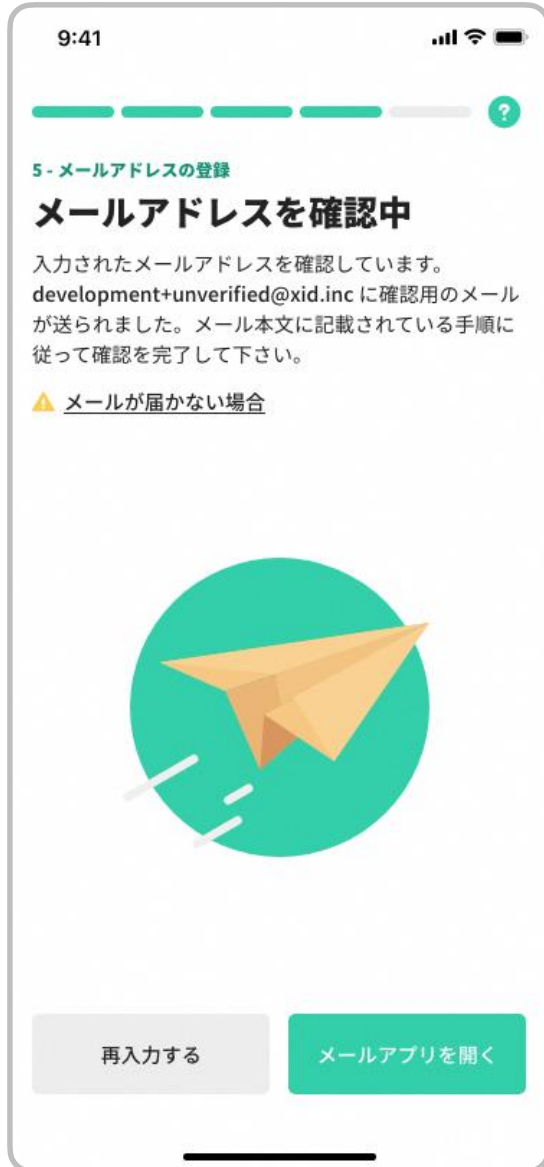 9:41
?
5 - メールアドレスの登録
メールアドレスを確認中
入力されたメールアドレスを確認しています。
development+unverified@xid.inc に確認用のメール
が送られました。メール本文に記載されている手順に
従って確認を完了して下さい。
メールが届かない場合
再入力する
メールアプリを開く